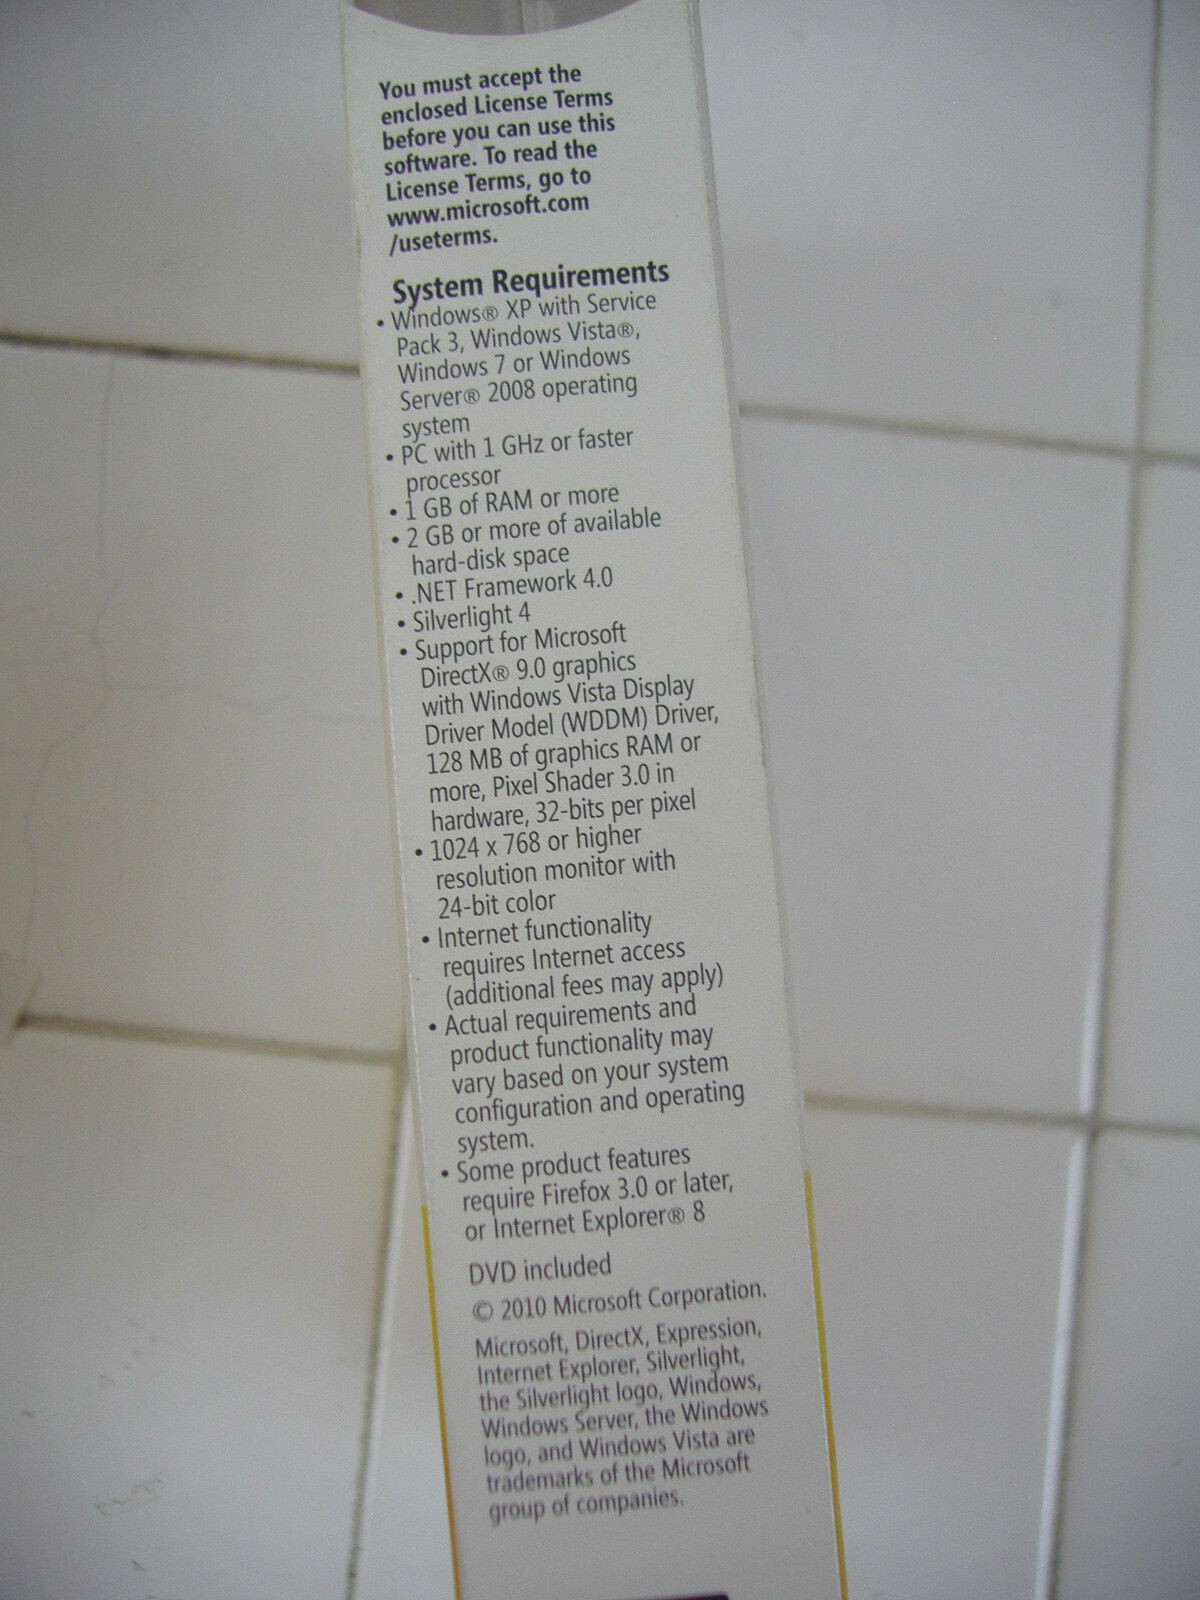 You must accept the
enclosed License Terms
before you can use this
software. To read the
License Terms, go to
www.microsoft.com
/useterms.
System Requirements
• Windows® XP with Service
Pack 3, Windows Vista®,
Windows 7 or Windows
Server® 2008 operating
system
• PC with 1 GHz or faster
processor
• 1 GB of RAM or more
• 2 GB or more of available
hard-disk space
• .NET Framework 4.0
• Silverlight 4
• Support for Microsoft
DirectX® 9.0 graphics
with Windows Vista Display
Driver Model (WDDM) Driver,
128 MB of graphics RAM or
more, Pixel Shader 3.0 in
hardware, 32-bits per pixel
• 1024 x 768 or higher
resolution monitor with
24-bit color
• Internet functionality
requires Internet access
(additional fees may apply)
• Actual requirements and
product functionality may
vary based on your system
configuration and operating
system.
• Some product features
require Firefox 3.0 or later,
or Internet Explorer® 8
DVD included
© 2010 Microsoft Corporation.
Microsoft, DirectX, Expression,
Internet Explorer, Silverlight,
the Silverlight logo, Windows,
Windows Server, the Windows
logo, and Windows Vista are
trademarks of the Microsoft
group of companies.